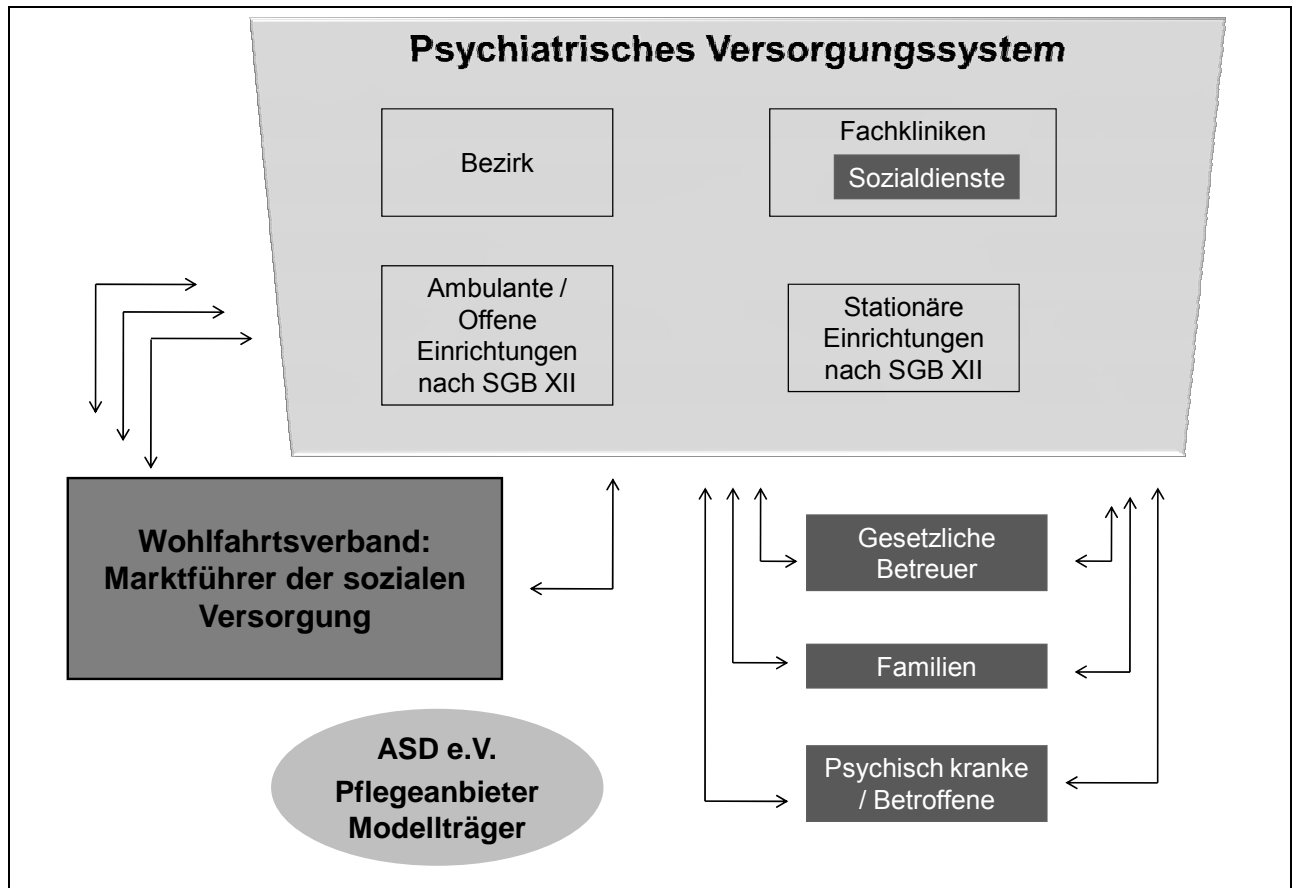 Psychiatrisches Versorgungssystem
Bezirk
Fachkliniken
Sozialdienste
Ambulante /
Offene
Einrichtungen
nach SGB XII
Stationäre
Einrichtungen
nach SGB XII
Wohlfahrtsverband:
Marktführer der sozialen
Versorgung
Gesetzliche
Betreuer
Familien
Psychisch kranke
/ Betroffene
ASD e.V.
Pflegeanbieter
Modellträger